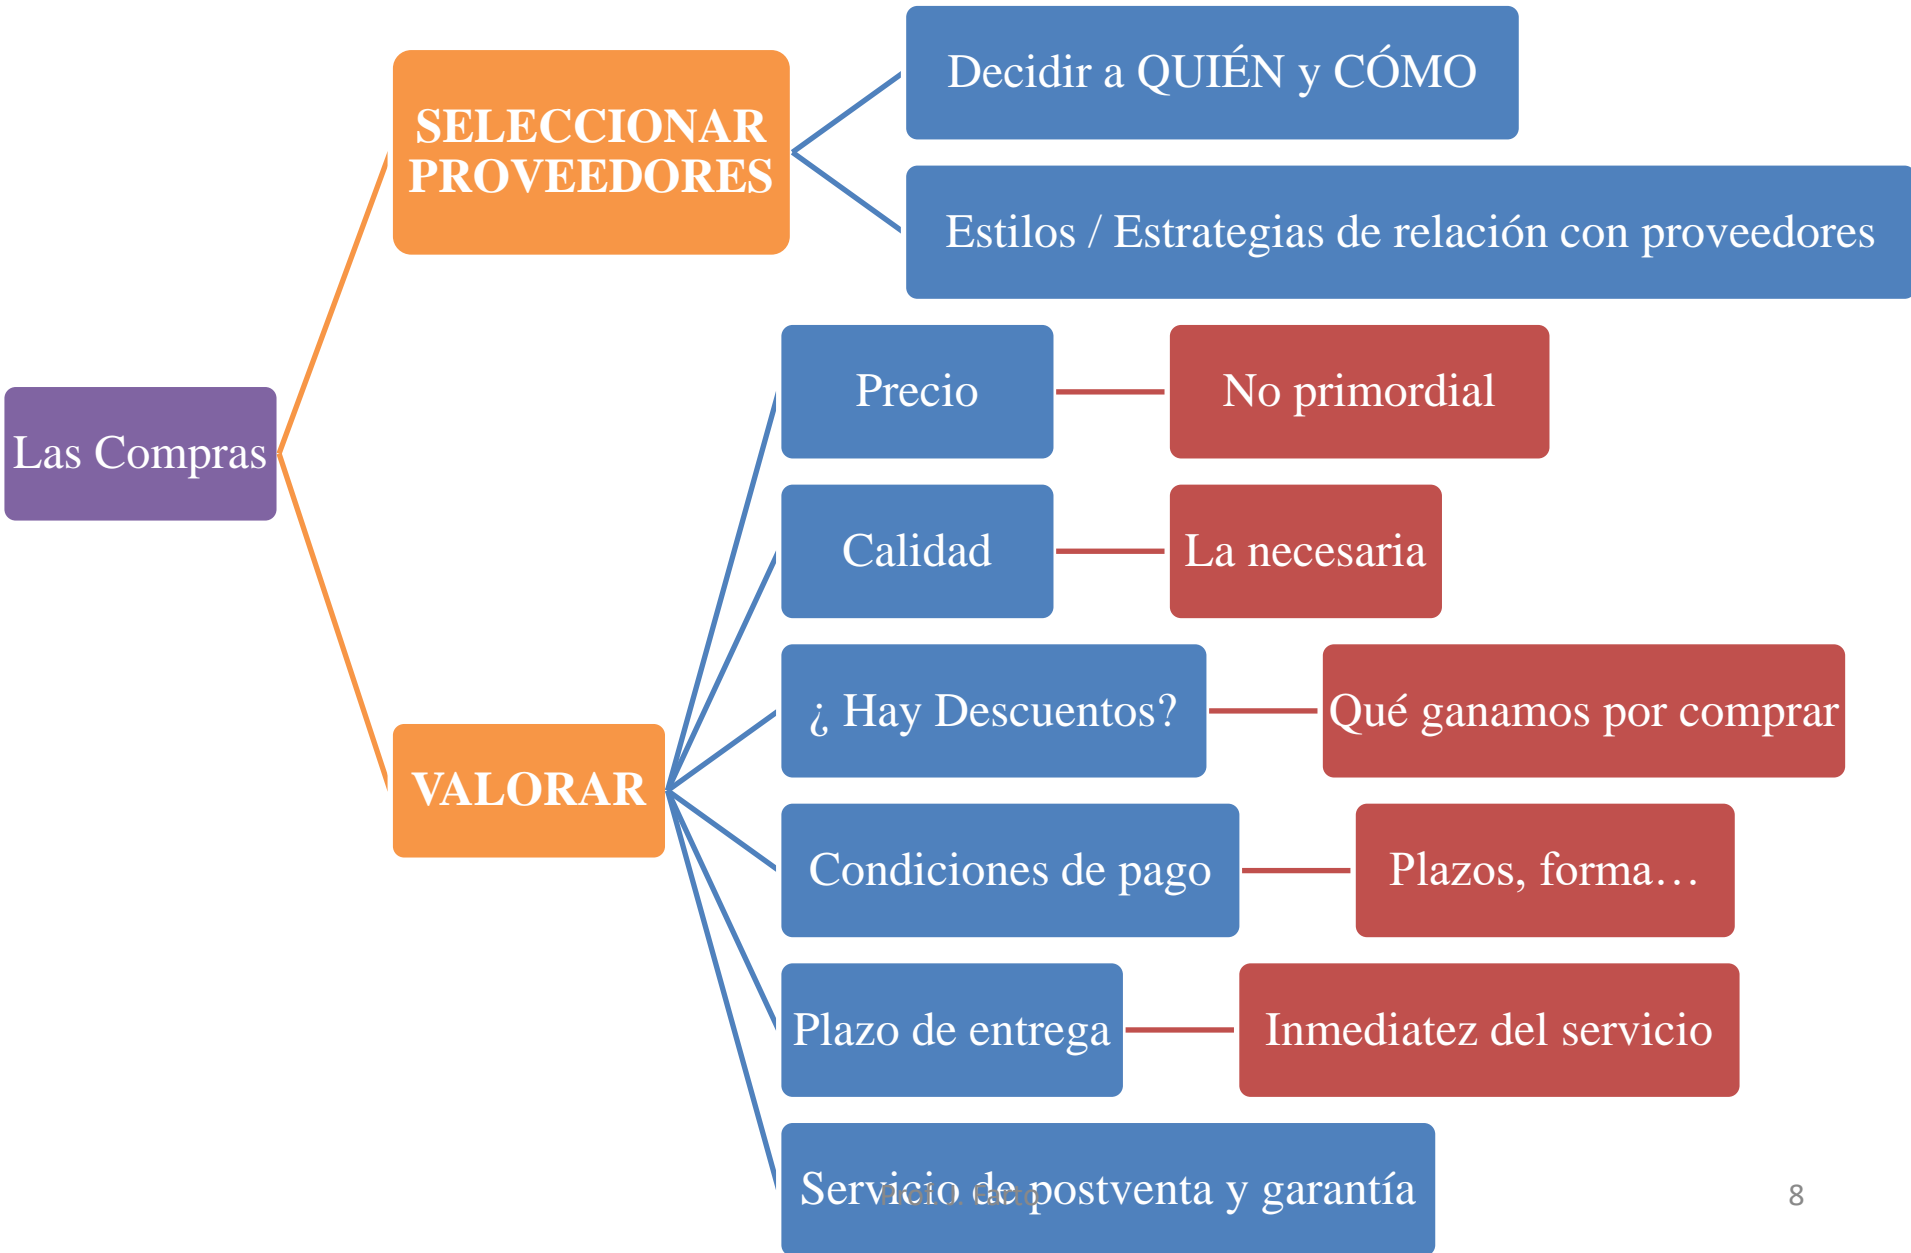 Las Compras
SELECCIONAR
PROVEEDORES
Decidir a QUIÉN y CÓMO
Estilos / Estrategias de relación con proveedores
VALORAR
Precio
No primordial
Calidad
La necesaria
¿ Hay Descuentos?
Qué ganamos por comprar
Condiciones de pago
Plazos, forma…
Plazo de entrega
Inmediatez del servicio
Servicio de postventa y garantía
Prof. J. Farto
8